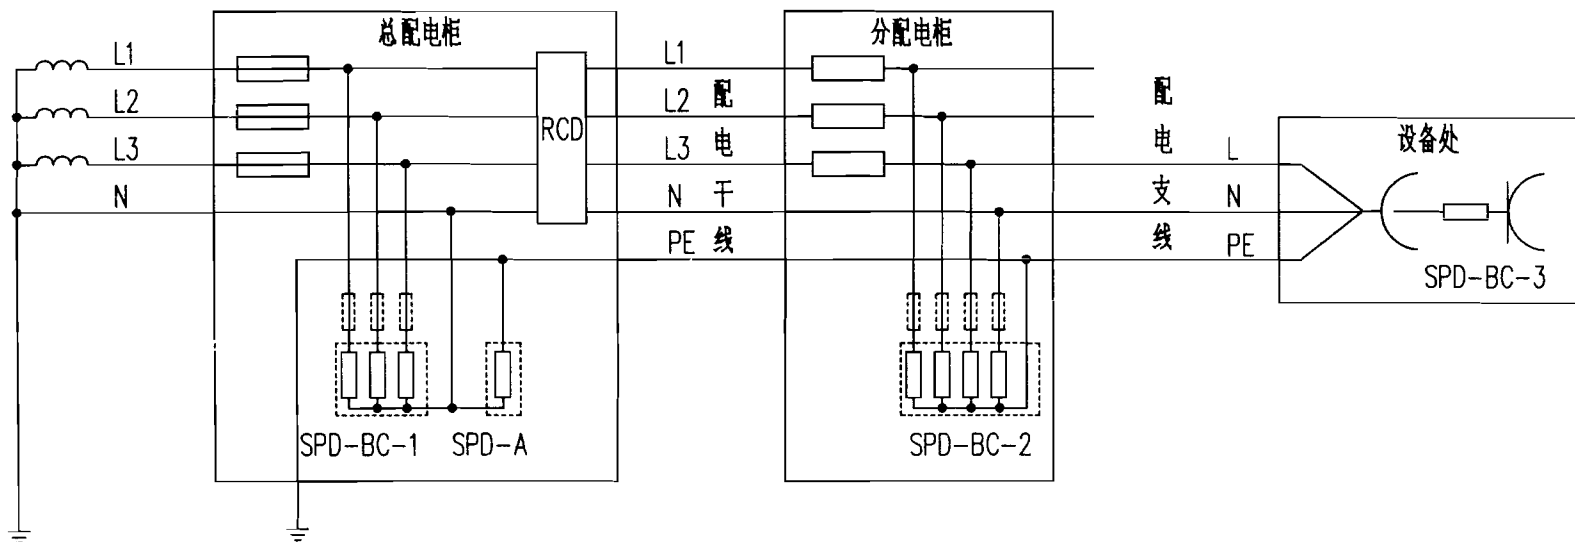 总配电柜
分配电柜
L1
L2
L3
N
RCD
L1
L2
L3
N
PE
配电干线
配电支线
L
N
PE
设备处
SPD-BC-3
SPD-BC-1
SPD-A
SPD-BC-2